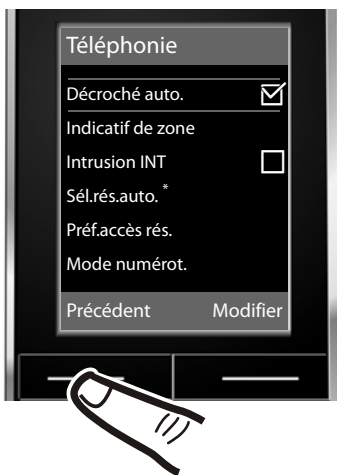 Téléphonie
Décroché auto.
Indicatif de zone
Intrusion INT
Sél.rés.auto. *
Préf.accès rés.
Mode numérot.
Précédent Modifier